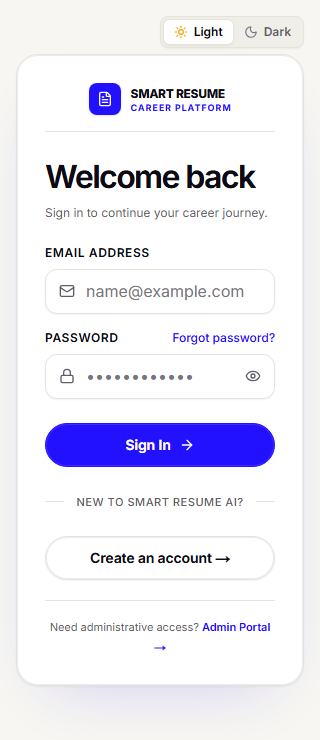 Light Dark
SMART RESUME
CAREER PLATFORM
Welcome back
Sign in to continue your career journey.
EMAIL ADDRESS
name@example.com
PASSWORD Forgot password?
••••••••••••
Sign In →
NEW TO SMART RESUME AI?
Create an account →
Need administrative access? Admin Portal
→